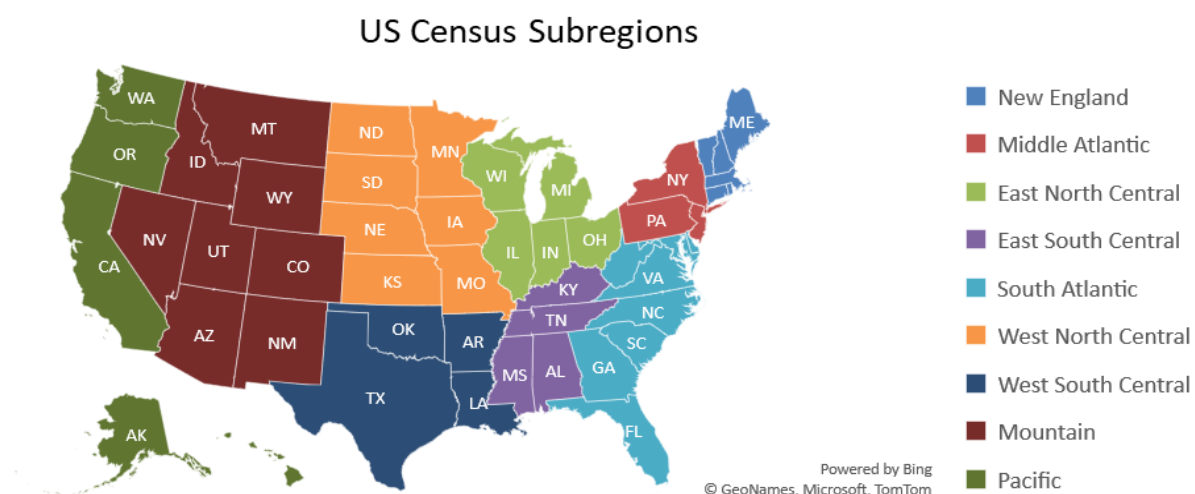 US Census Subregions
WA
MT
ND
MN
ME
OR
ID
SD
WI
MI
NY
WY
NE
IA
PA
NV
UT
CO
IL
IN
OH
CA
KS
MO
KY
VA
AZ
NM
OK
AR
TN
NC
SC
TX
LA
MS
AL
GA
FL
AK
New England
Middle Atlantic
East North Central
East South Central
South Atlantic
West North Central
West South Central
Mountain
Pacific
Powered by Bing
© GeoNames, Microsoft, TomTom